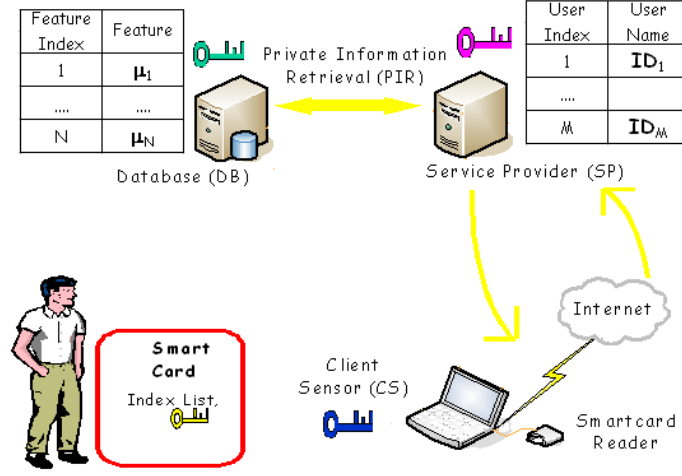 Feature Index
Feature
1
μ1
....
....
N
μN
Private Information
Retrieval (PIR)
User Index
User Name
1
ID1
....
M
IDM
Database (DB)
Service Provider (SP)
Internet
Smart
Card
Index List,
Client
Sensor (CS)
Smartcard
Reader